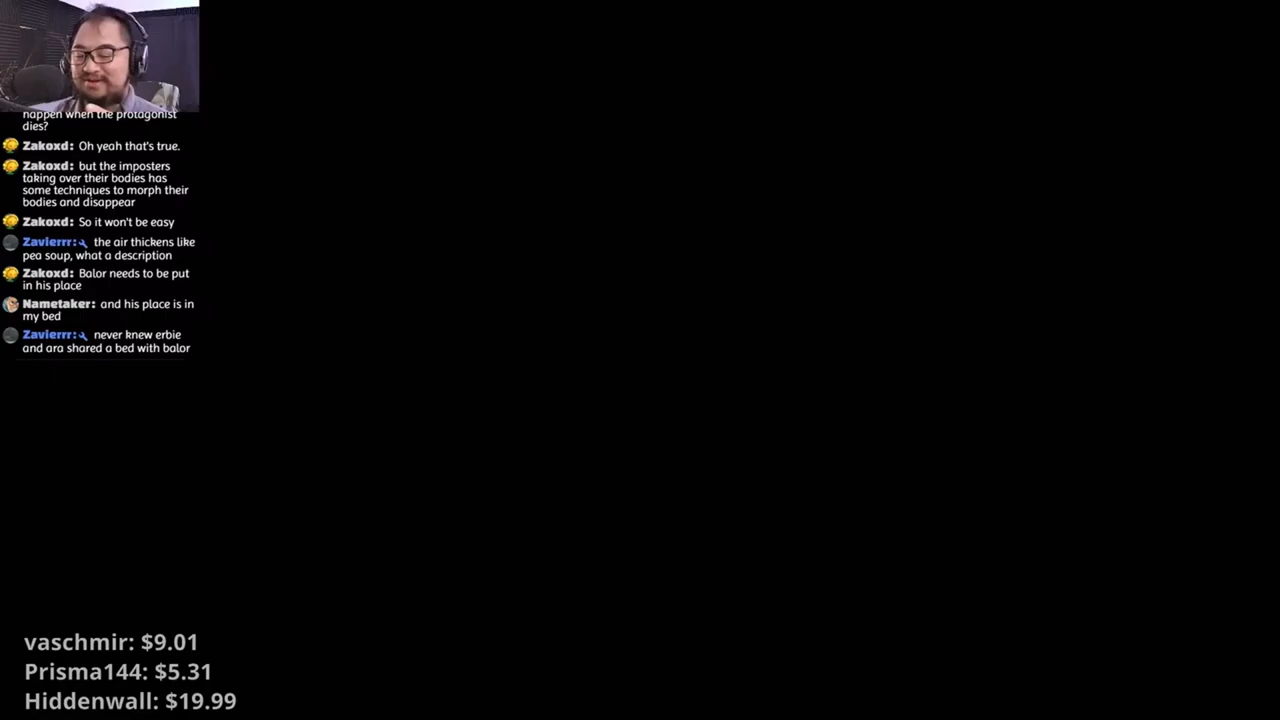 happen when the protagonist
dies?
Zakoxd: Oh yeah that's true.
Zakoxd: but the imposters
taking over their bodies has
some techniques to morph their
bodies and disappear
Zakoxd: So it won't be easy
Zavierrr: the air thickens like
pea soup, what a description
Zakoxd: Balor needs to be put
in his place
Nametaker: and his place is in
my bed
Zavierrr: never knew erbie
and ara shared a bed with balor
vaschmir: $9.01
Prisma144: $5.31
Hiddenwall: $19.99